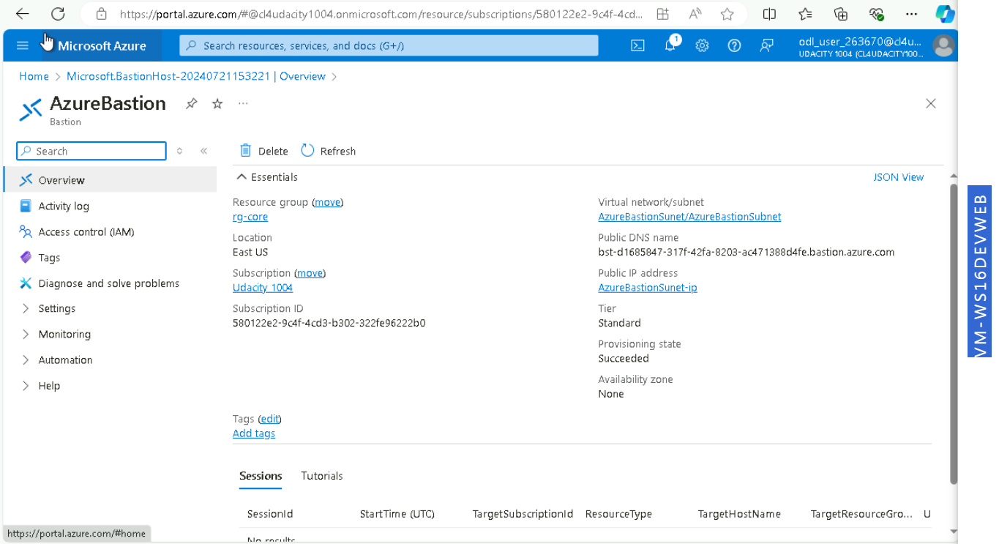 https://portal.azure.com/#@cl4udacity1004.onmicrosoft.com/resource/subscriptions/580122e2-9c4f-4cd...
Microsoft Azure
Search resources, services, and docs (G+/)
1
odl_user_263670@cl4u...
UDACITY 1004 (CL4UDACITY100...
Home > Microsoft.BastionHost-20240721153221 | Overview >
AzureBastion
Bastion
Search
Delete
Refresh
Overview
Activity log
Access control (IAM)
Tags
Diagnose and solve problems
Settings
Monitoring
Automation
Help
Essentials
JSON View
Resource group (move)
rg-core
Location
East US
Subscription (move)
Udacity 1004
Subscription ID
580122e2-9c4f-4cd3-b302-322fe96222b0
Virtual network/subnet
AzureBastionSunet/AzureBastionSubnet
Public DNS name
bst-d1685847-317f-42fa-8203-ac471388d4fe.bastion.azure.com
Public IP address
AzureBastionSunet-ip
Tier
Standard
Provisioning state
Succeeded
Availability zone
None
Tags (edit)
Add tags
Sessions
Tutorials
SessionId
StartTime (UTC)
TargetSubscriptionId
ResourceType
TargetHostName
TargetResourceGro...
U
No results
https://portal.azure.com/#home
VM-WS16DEVWEB